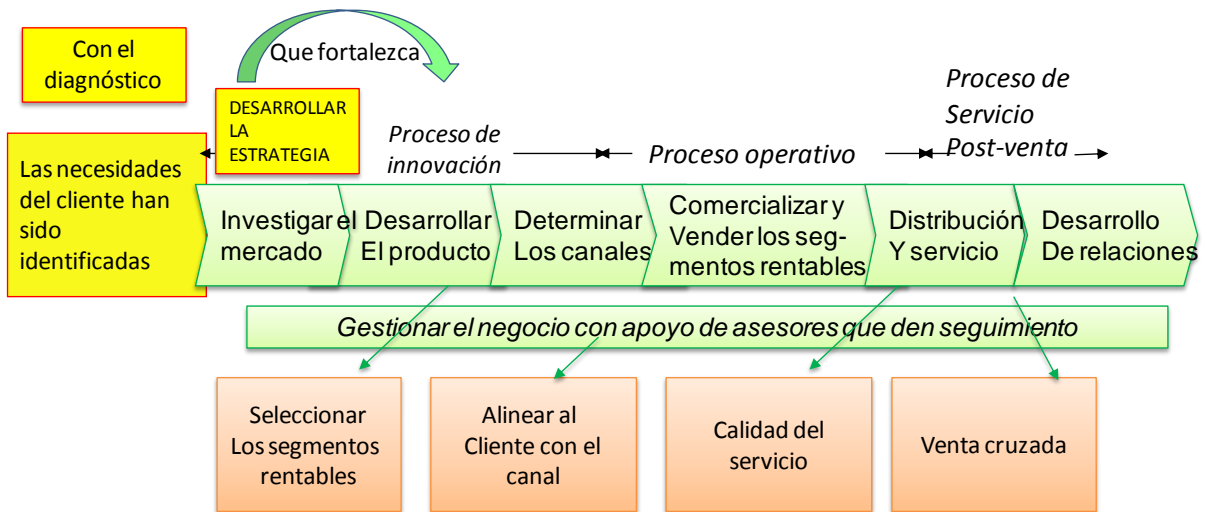 Con el
diagnóstico
Que fortalezca
DESARROLLAR
LA
ESTRATEGIA
Proceso de
innovación
Proceso operativo
Proceso de
Servicio
Post-venta
Las necesidades
del cliente han
sido
identificadas
Investigar el
mercado
Desarrollar
El producto
Determinar
Los canales
Comercializar y
Vender los seg-
mentos rentables
Distribución
Y servicio
Desarrollo
De relaciones
Gestionar el negocio con apoyo de asesores que den seguimiento
Seleccionar
Los segmentos
rentables
Alinear al
Cliente con el
canal
Calidad del
servicio
Venta cruzada